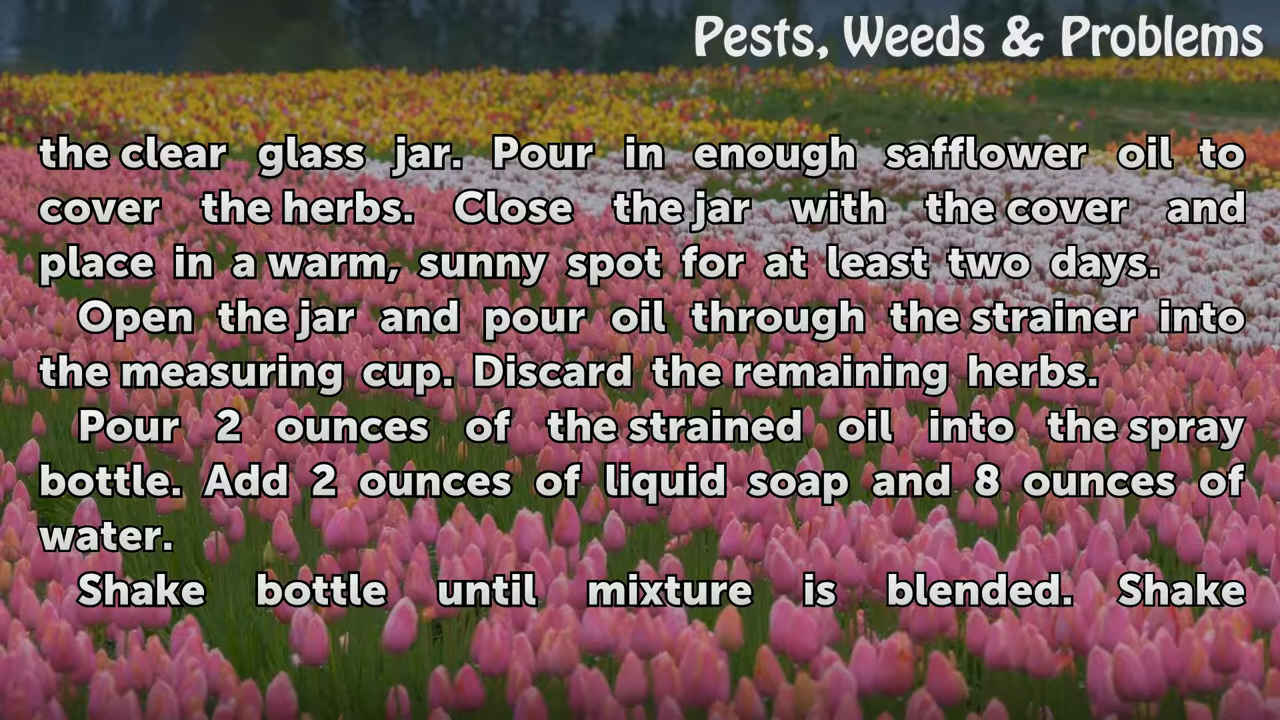 Pests, Weeds & Problems
the clear glass jar. Pour in enough safflower oil to
cover the herbs. Close the jar with the cover and
place in a warm, sunny spot for at least two days.
Open the jar and pour oil through the strainer into
the measuring cup. Discard the remaining herbs.
Pour 2 ounces of the strained oil into the spray
bottle. Add 2 ounces of liquid soap and 8 ounces of
water.
Shake bottle until mixture is blended. Shake